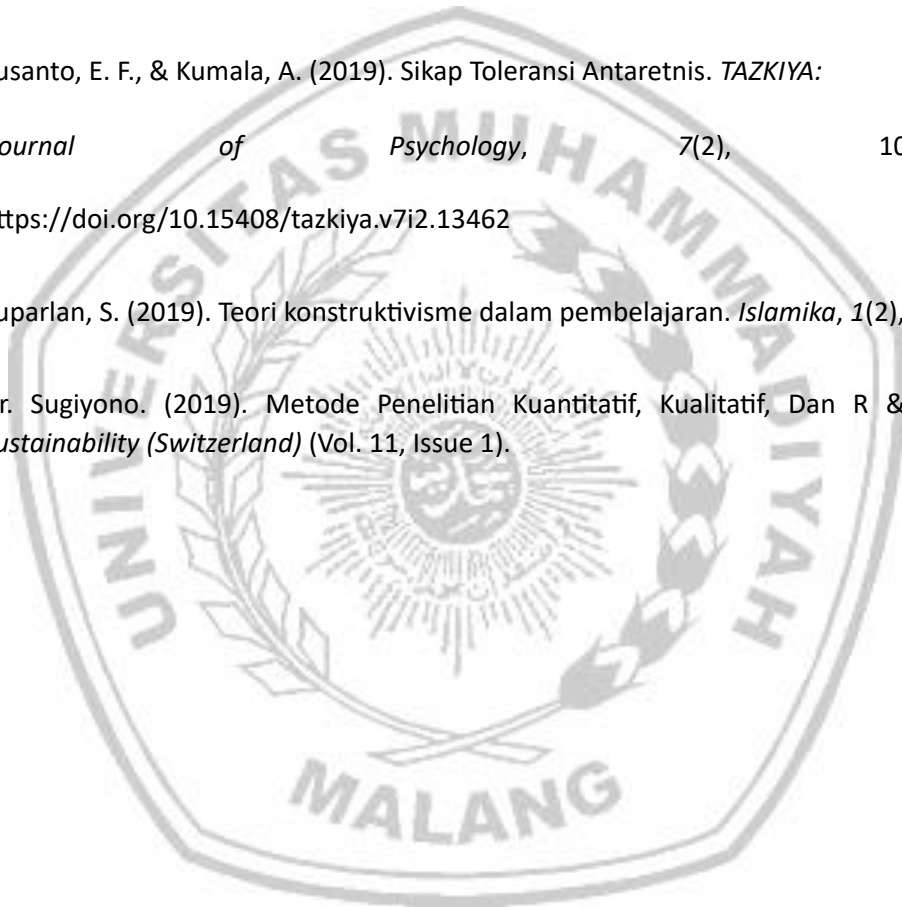 usanto, E. F., & Kumala, A. (2019). Sikap Toleransi Antaretnis. TAZKIYA:
ournal of Psychology, 7(2), 10
ttps://doi.org/10.15408/tazkiya.v7i2.13462
uparlan, S. (2019). Teori konstruktivisme dalam pembelajaran. Islamika, 1(2),
r. Sugiyono. (2019). Metode Penelitian Kuantitatif, Kualitatif, Dan R &
ustainability (Switzerland) (Vol. 11, Issue 1).
UNIVERSITAS MUHAMMADIYAH
MALANG